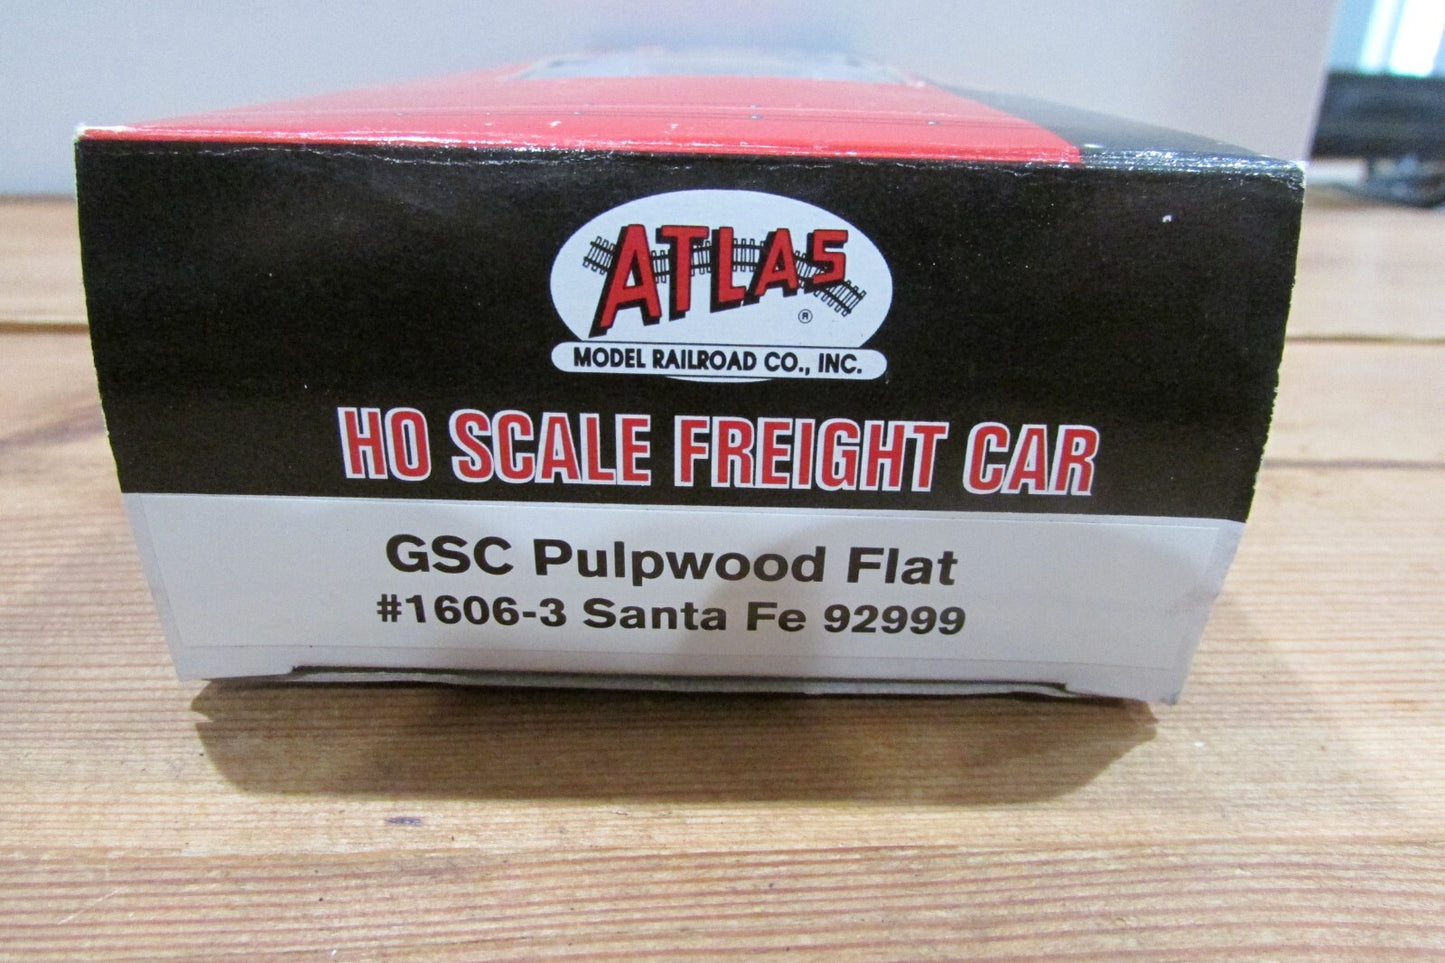 ATLAS
®
MODEL RAILROAD CO., INC.
HO SCALE FREIGHT CAR
GSC Pulpwood Flat
#1606-3 Santa Fe 92999